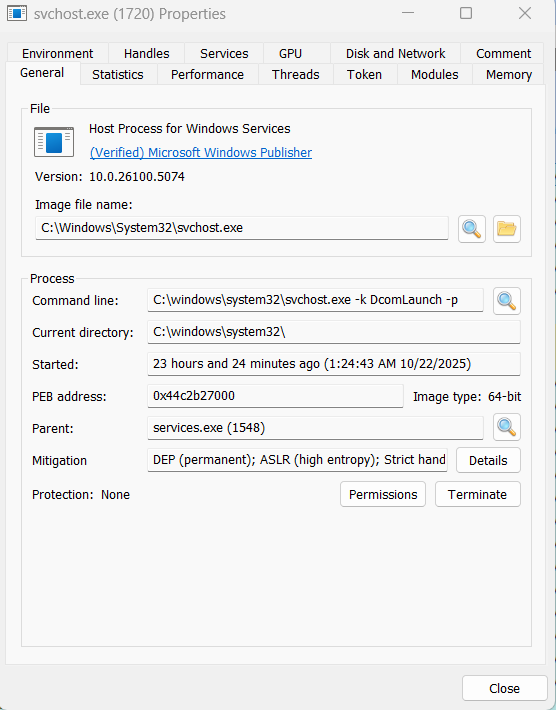 svchost.exe (1720) Properties
Environment Handles Services GPU Disk and Network Comment
General Statistics Performance Threads Token Modules Memory
File
Host Process for Windows Services
(Verified) Microsoft Windows Publisher
Version: 10.0.26100.5074
Image file name:
C:\Windows\System32\svchost.exe
Process
Command line: C:\windows\system32\svchost.exe -k DcomLaunch -p
Current directory: C:\windows\system32\
Started: 23 hours and 24 minutes ago (1:24:43 AM 10/22/2025)
PEB address: 0x44c2b27000 Image type: 64-bit
Parent: services.exe (1548)
Mitigation DEP (permanent); ASLR (high entropy); Strict hand Details
Protection: None Permissions Terminate
Close